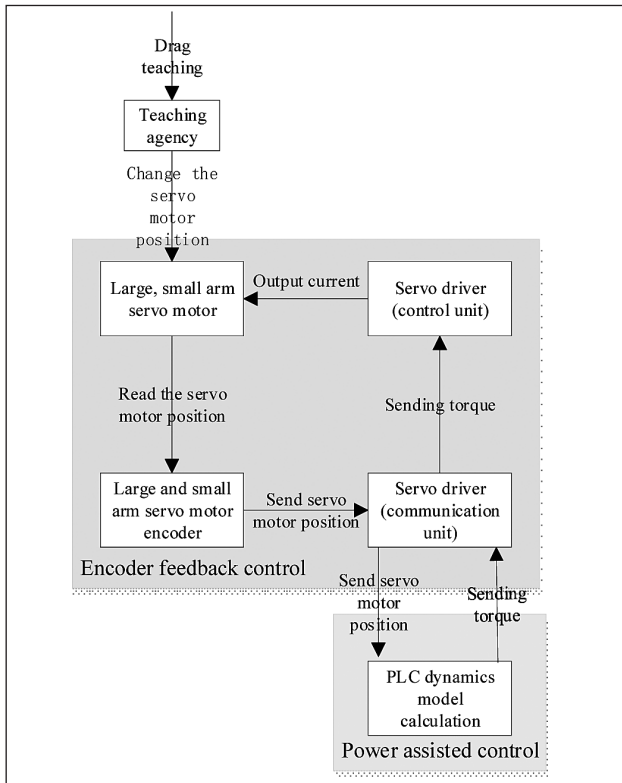 Drag
teaching
Teaching
agency
Change the
servo
motor
position
Large, small arm
servo motor
Output current
Servo driver
(control unit)
Read the servo
motor position
Sending torque
Large and small
arm servo motor
encoder
Send servo
motor position
Servo driver
(communication
unit)
Encoder feedback control
Send servo
motor
position
Sending
torque
PLC dynamics
model
calculation
Power assisted control